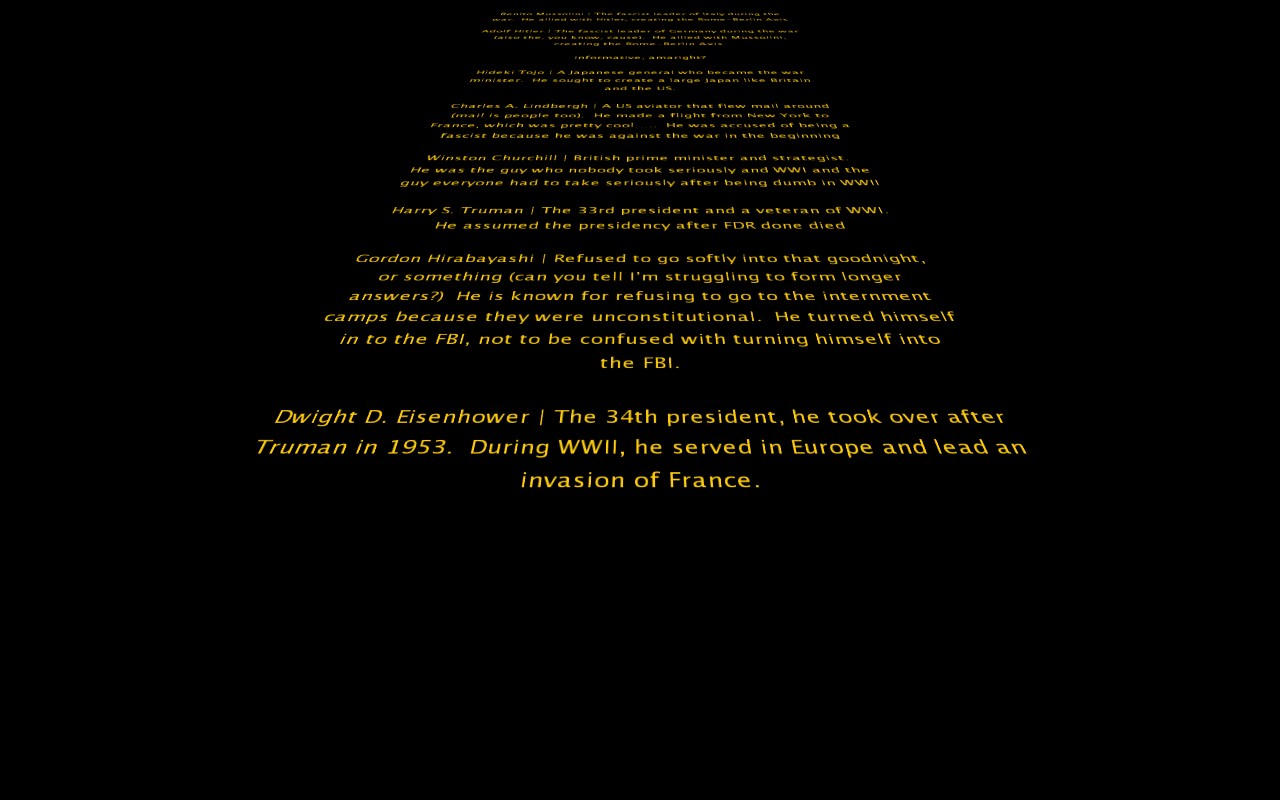 Benito Mussolini | The fascist leader of Italy during the
war. He allied with Hitler, creating the Rome-Berlin Axis
Adolf Hitler | The fascist leader of Germany during the war
(also the, you know, cause). He allied with Mussolini,
creating the Rome-Berlin Axis
informative, amaright?
Hideki Tojo | A Japanese general who became the war
minister. He sought to create a large Japan like Britain
and the US.
Charles A. Lindbergh | A US aviator that flew mail around
(mail is people too). He made a flight from New York to
France, which was pretty cool .... He was accused of being a
fascist because he was against the war in the beginning
Winston Churchill | British prime minister and strategist.
He was the guy who nobody took seriously and WWI and the
guy everyone had to take seriously after being dumb in WWII
Harry S. Truman | The 33rd president and a veteran of WWI.
He assumed the presidency after FDR done died
Gordon Hirabayashi | Refused to go softly into that goodnight,
or something (can you tell I'm struggling to form longer
answers?) He is known for refusing to go to the internment
camps because they were unconstitutional. He turned himself
in to the FBI, not to be confused with turning himself into
the FBI.
Dwight D. Eisenhower | The 34th president, he took over after
Truman in 1953. During WWII, he served in Europe and lead an
invasion of France.